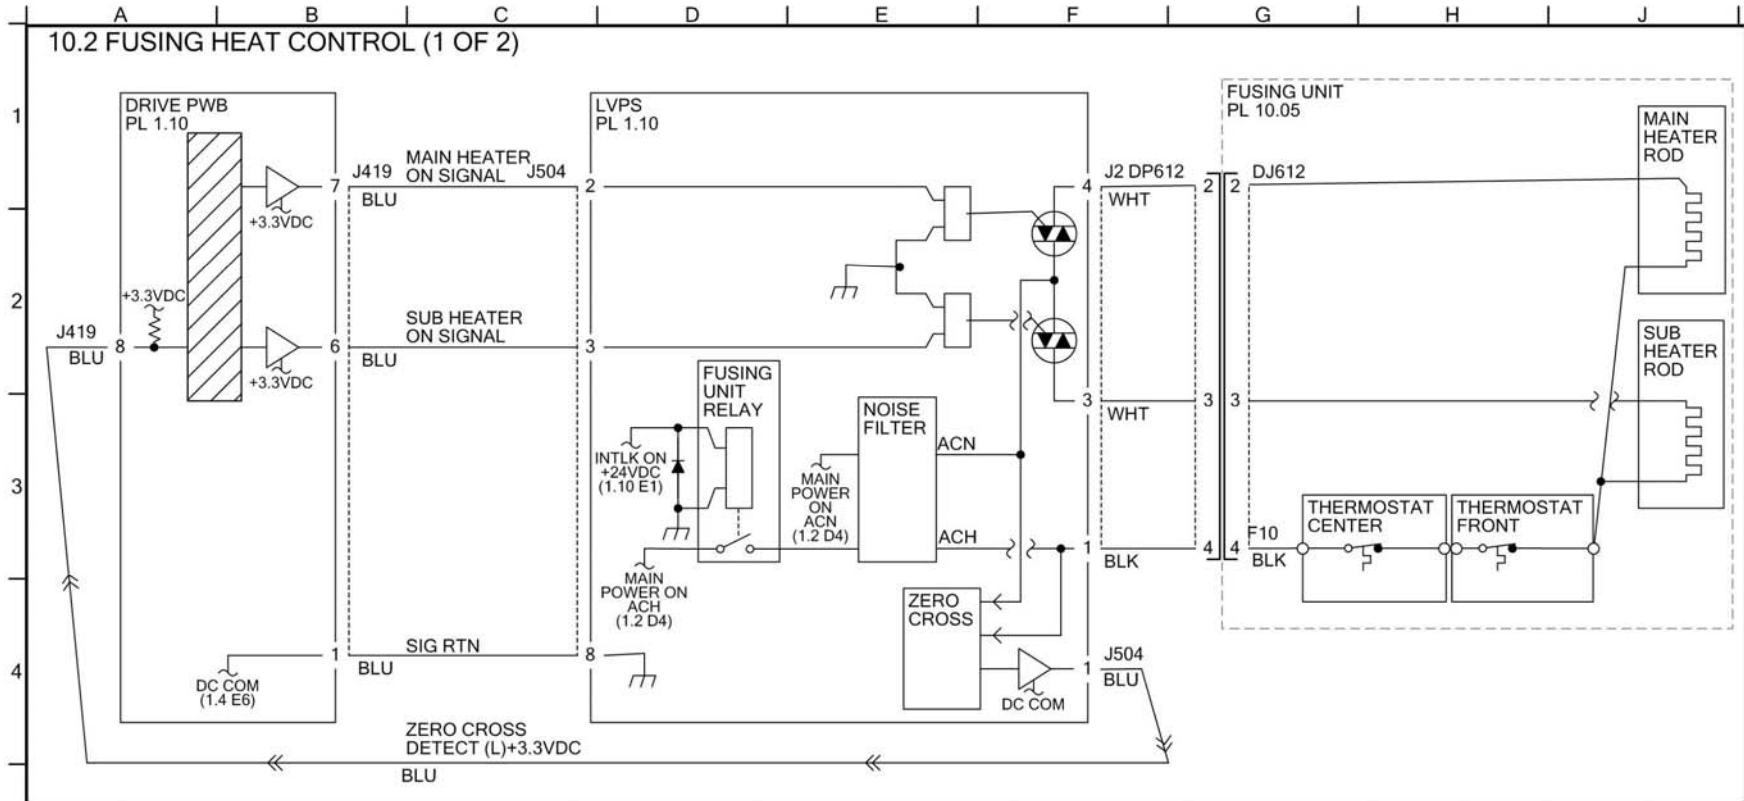 A B C D E F G H J
10.2 FUSING HEAT CONTROL (1 OF 2)
1
2
3
4
DRIVE PWB
PL 1.10
+3.3VDC
+3.3VDC
+3.3VDC
J419
BLU
8
7
6
1
DC COM
(1.4 E6)
J419
BLU
MAIN HEATER
ON SIGNAL
J504
BLU
SUB HEATER
ON SIGNAL
BLU
SIG RTN
ZERO CROSS
DETECT (L)+3.3VDC
BLU
LVPS
PL 1.10
2
3
8
FUSING
UNIT
RELAY
INTLK ON
+24VDC
(1.10 E1)
MAIN
POWER ON
ACH
(1.2 D4)
NOISE
FILTER
MAIN
POWER
ON
ACN
(1.2 D4)
ACN
ACH
ZERO
CROSS
DC COM
4
3
1
1
J2 DP612
WHT
WHT
BLK
J504
BLU
2
3
4
FUSING UNIT
PL 10.05
2
DJ612
3
4
F10
BLK
THERMOSTAT
CENTER
THERMOSTAT
FRONT
MAIN
HEATER
ROD
SUB
HEATER
ROD